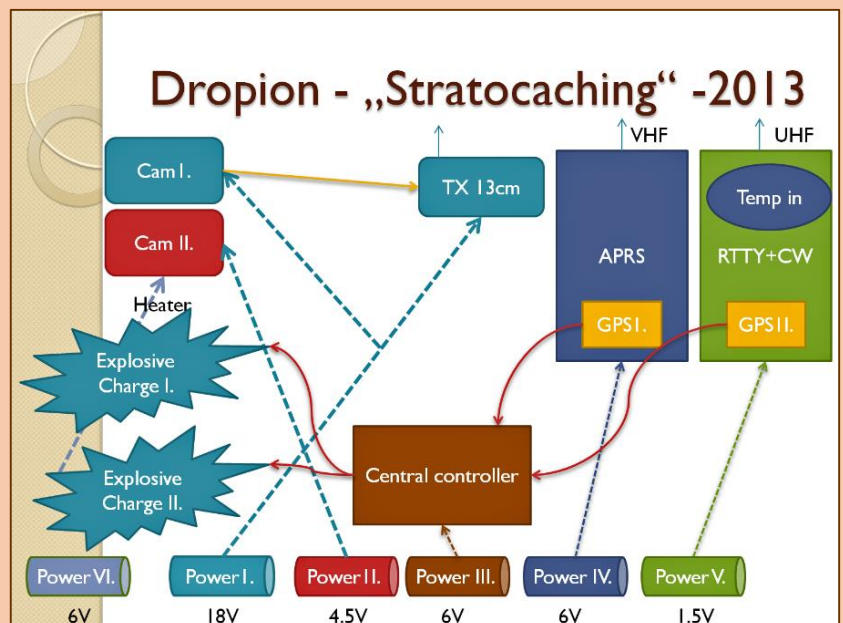 Dropion - „Stratocaching“ -2013
VHF
UHF
Cam I.
TX 13cm
Temp in
Cam II.
APRS
RTTY+CW
Heater
GPS I.
GPS II.
Explosive
Charge I.
Explosive
Charge II.
Central controller
Power VI.
Power I.
Power II.
Power III.
Power IV.
Power V.
6V
18V
4.5V
6V
6V
1.5V